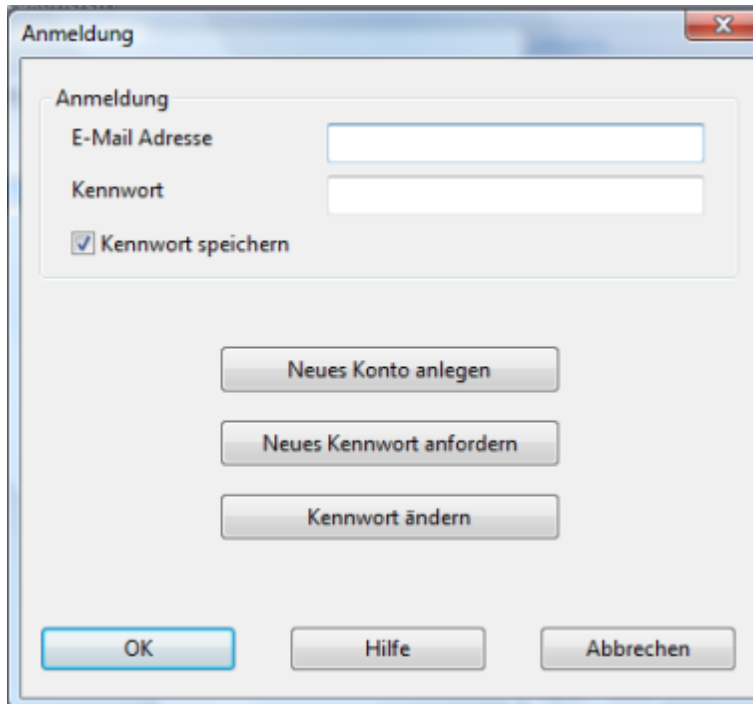 Anmeldung
Anmeldung
E-Mail Adresse
Kennwort
Kennwort speichern
Neues Konto anlegen
Neues Kennwort anfordern
Kennwort ändern
OK Hilfe Abbrechen